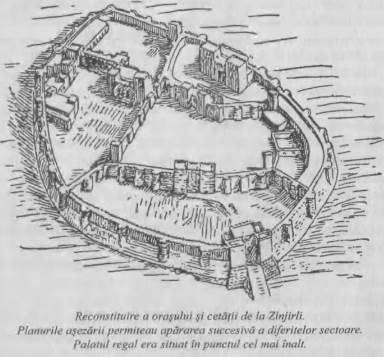 Reconstituire a orașului și cetății de la Zinjirli.
Planurile așezării permiteau apărarea succesivă a diferitelor sectoare.
Palatul regal era situat în punctul cel mai înalt.